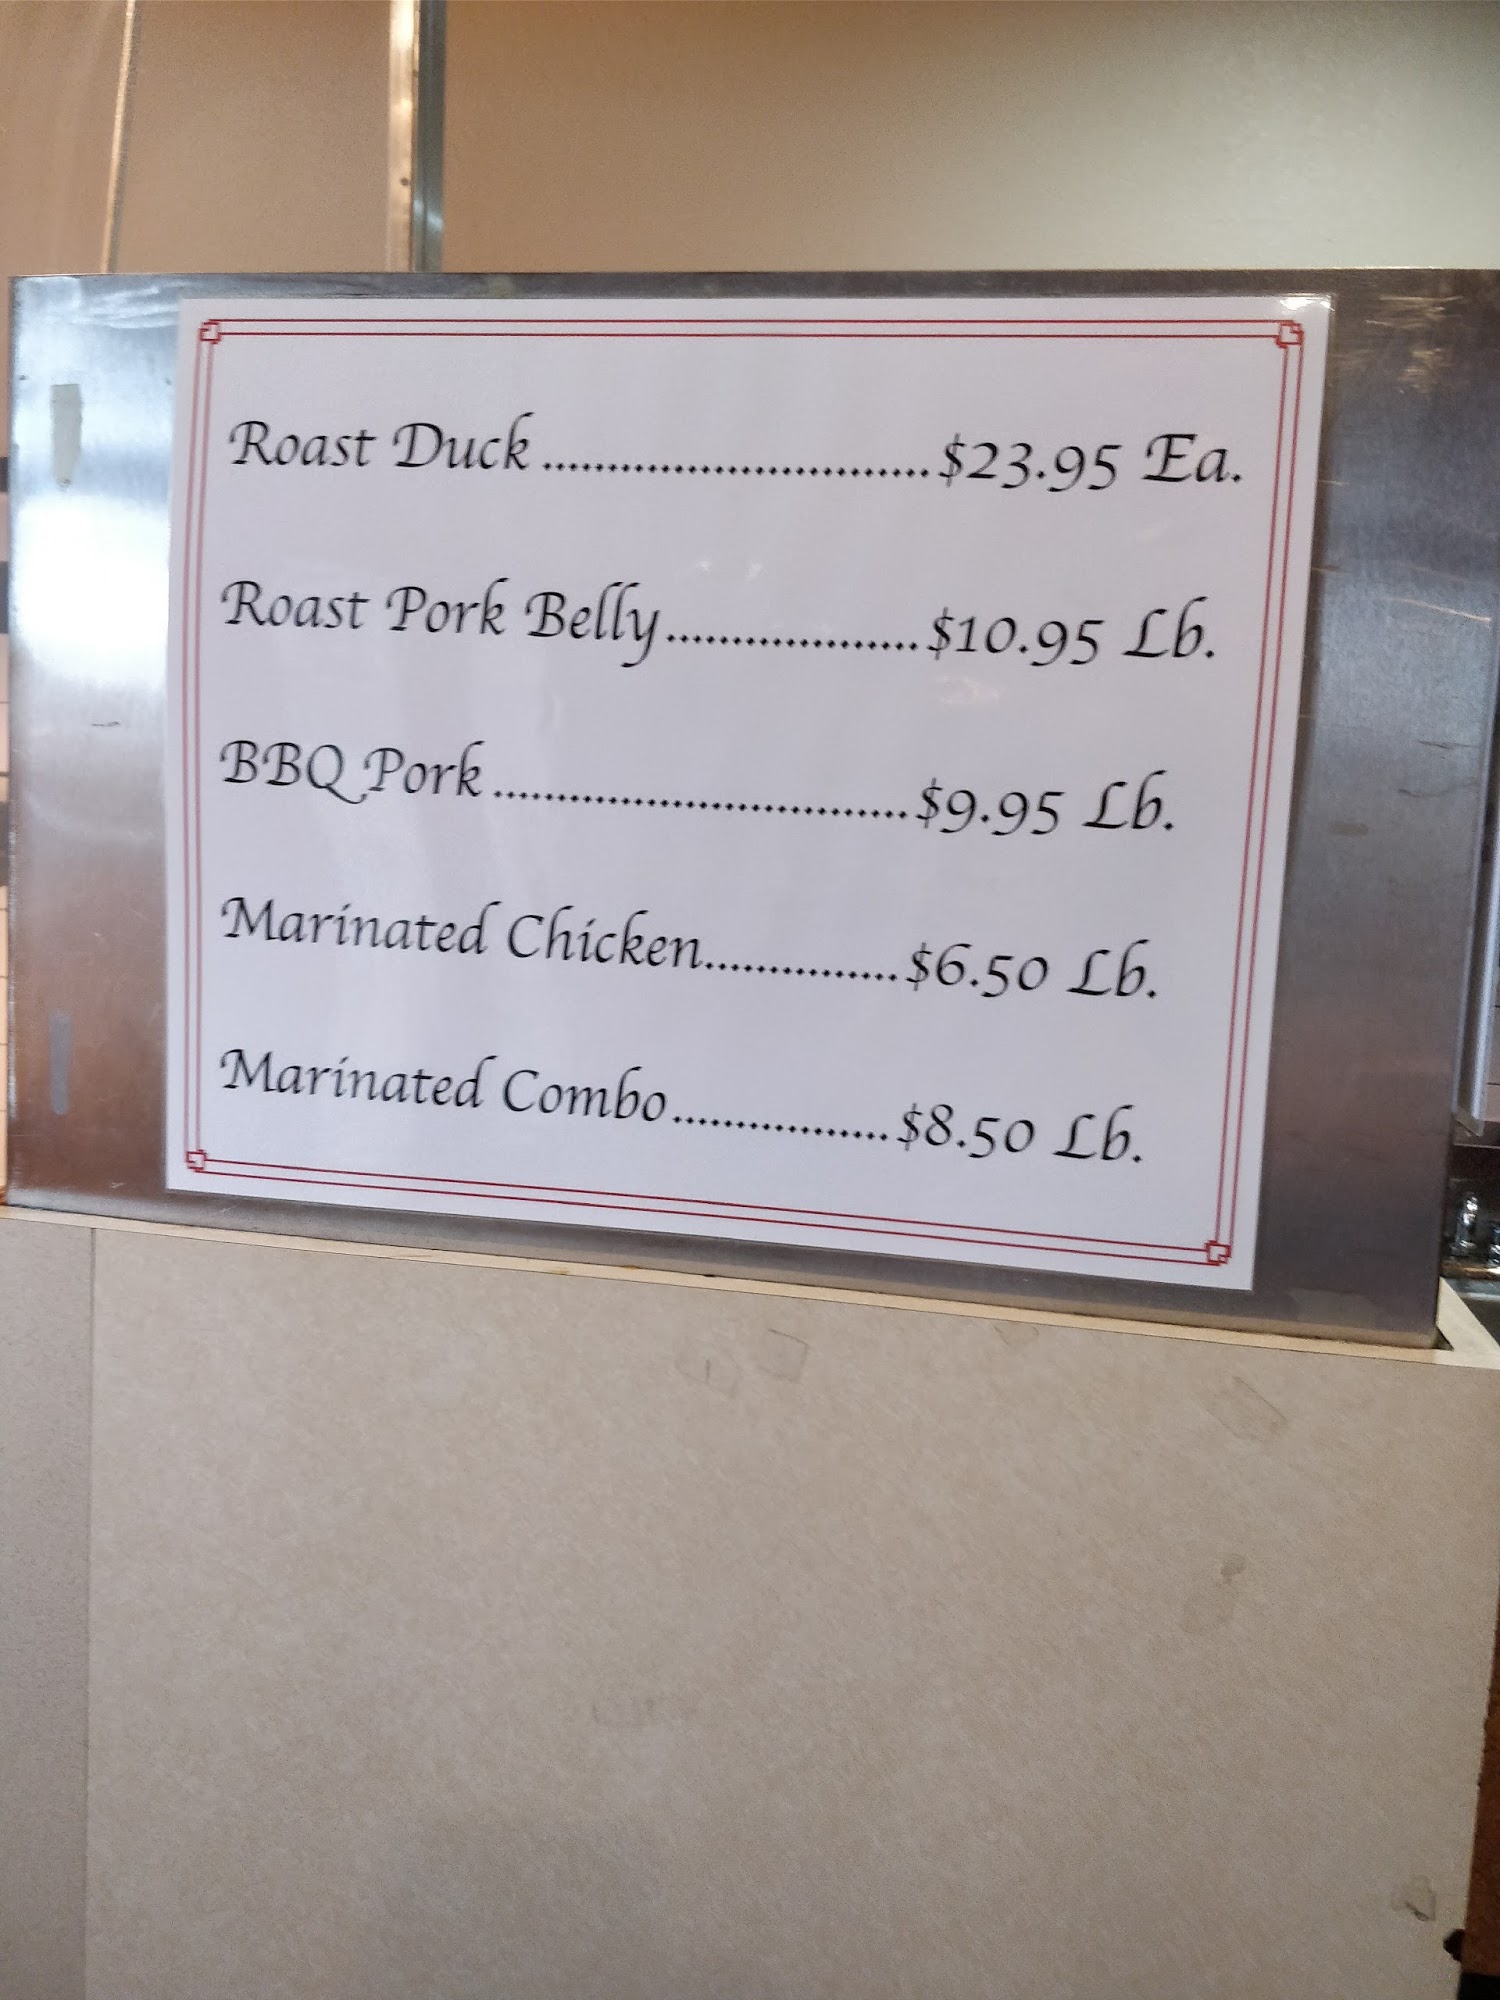 Roast Duck..............................$23.95 Ea.
Roast Pork Belly...................$10.95 Lb.
BBQ Pork................................$9.95 Lb.
Marinated Chicken...............$6.50 Lb.
Marinated Combo.................$8.50 Lb.